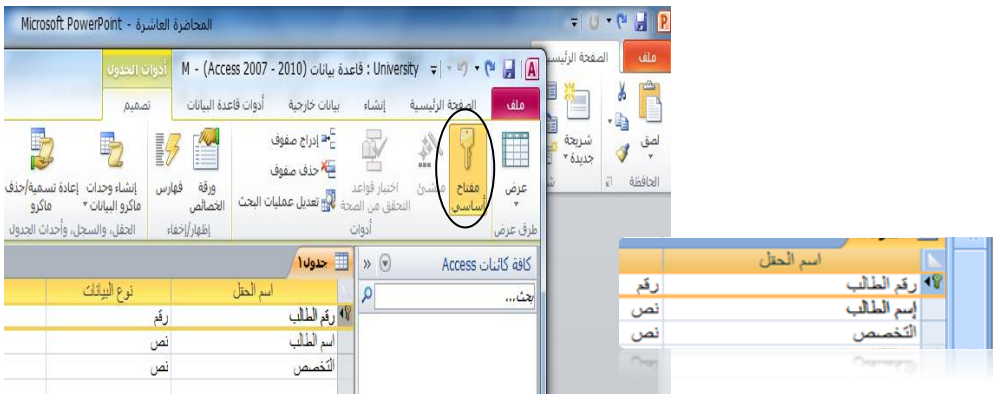 المحاضرة العاشرة - Microsoft PowerPoint
ملف
الصفحة الرئيسية
لصق
شريحة
جديدة
الحافظة
أدوات الجدول
University : قاعدة بيانات (Access 2007 - 2010) - M
ملف الصفحة الرئيسية إنشاء بيانات خارجية أدوات قاعدة البيانات تصميم
عرض
مفتاح
أساسي
منشئ
اختبار قواعد
التحقق من الصحة
إدراج صفوف
حذف صفوف
تعديل عمليات البحث
ورقة
الخصائص
فهارس
إنشاء وحدات
ماكرو البيانات
إعادة تسمية/حذف
ماكرو
طرق عرض
أدوات
إظهار/إخفاء
الحقل، والسجل، وأحداث الجدول
كافة كائنات Access
بحث...
جدول١
اسم الحقل نوع البيانات
رقم الطالب رقم
اسم الطالب نص
التخصص نص
اسم الحقل
رقم الطالب رقم
إسم الطالب نص
التخصص نص